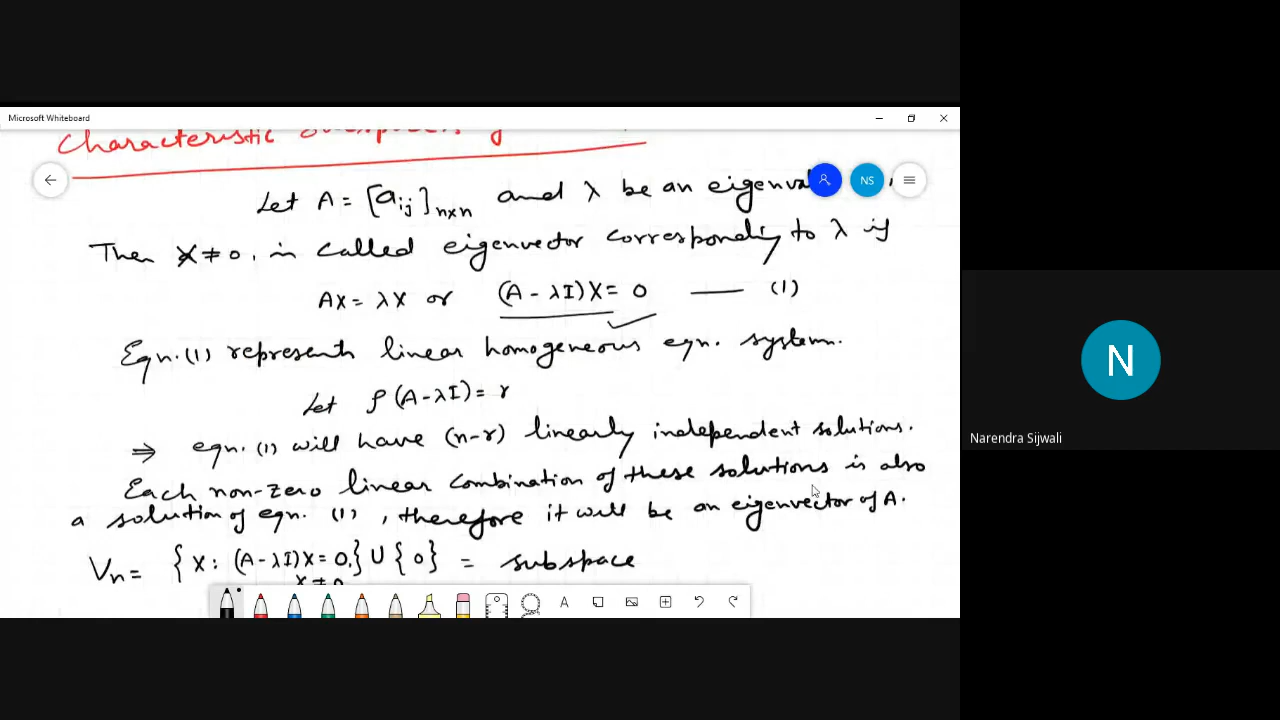 Microsoft Whiteboard
Characteristic
NS
Let A = [aij]n×n and λ be an
Then X ≠ 0, is called eigenvector corresponding to λ if
AX = λX or (A - λI)X = 0 —— (1)
Eqn. (1) represents linear homogeneous eqn. system.
Let ρ(A-λI) = r
⇒ eqn. (1) will have (n-r) linearly independent solutions.
Each non-zero linear combination of these solutions is also
a solution of eqn. (1), therefore it will be an eigenvector of A.
Vn = {X : (A-λI)X = 0,} U {0} = subspace
X ≠ 0
A
N
Narendra Sijwali